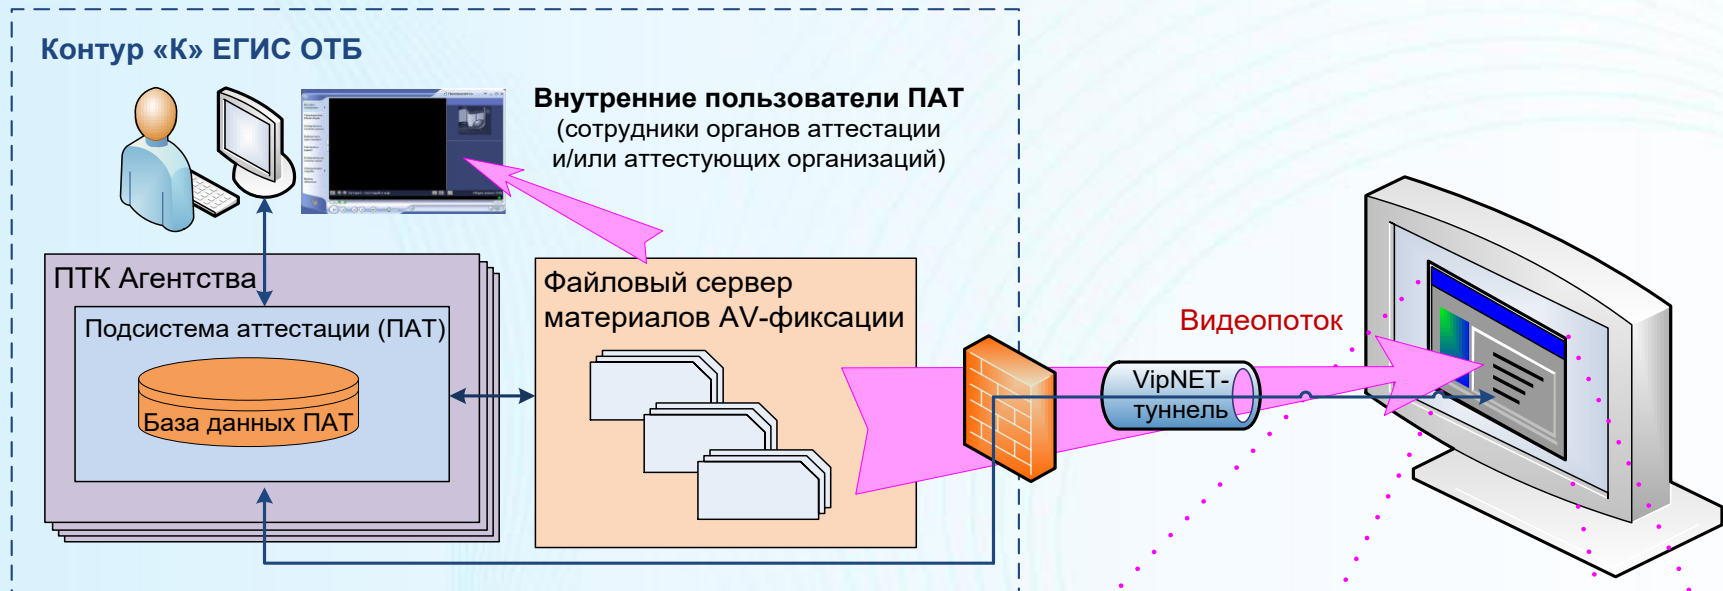 Контур «К» ЕГИС ОТБ
Внутренние пользователи ПАТ
(сотрудники органов аттестации
и/или аттестующих организаций)
ПТК Агентства
Подсистема аттестации (ПАТ)
База данных ПАТ
Файловый сервер
материалов AV-фиксации
Видеопоток
VipNET-
туннель